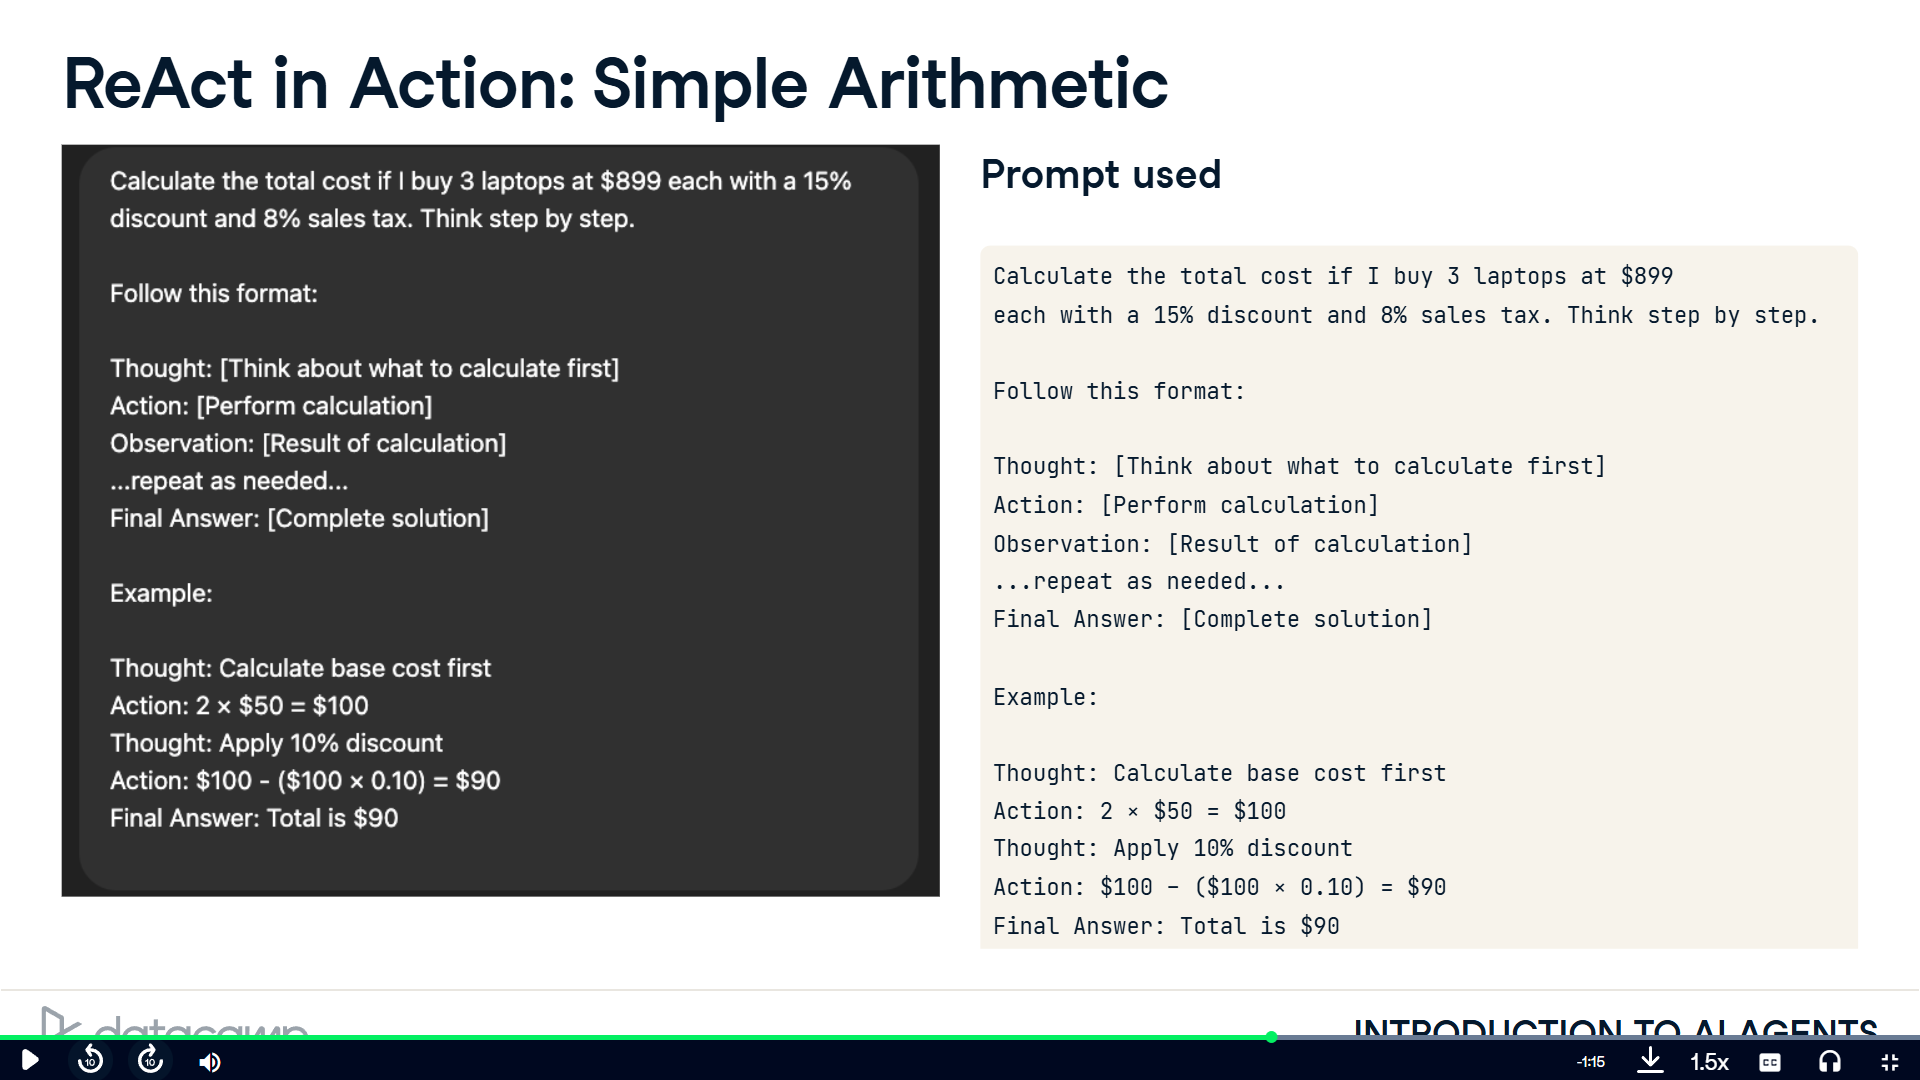 ReAct in Action: Simple Arithmetic
Calculate the total cost if I buy 3 laptops at $899 each with a 15%
discount and 8% sales tax. Think step by step.
Follow this format:
Thought: [Think about what to calculate first]
Action: [Perform calculation]
Observation: [Result of calculation]
...repeat as needed...
Final Answer: [Complete solution]
Example:
Thought: Calculate base cost first
Action: 2 × $50 = $100
Thought: Apply 10% discount
Action: $100 - ($100 × 0.10) = $90
Final Answer: Total is $90
Prompt used
Calculate the total cost if I buy 3 laptops at $899
each with a 15% discount and 8% sales tax. Think step by step.
Follow this format:
Thought: [Think about what to calculate first]
Action: [Perform calculation]
Observation: [Result of calculation]
...repeat as needed...
Final Answer: [Complete solution]
Example:
Thought: Calculate base cost first
Action: 2 × $50 = $100
Thought: Apply 10% discount
Action: $100 - ($100 × 0.10) = $90
Final Answer: Total is $90
datacamp
INTRODUCTION TO AI AGENTS
10
10
-1:15
1.5x
CC